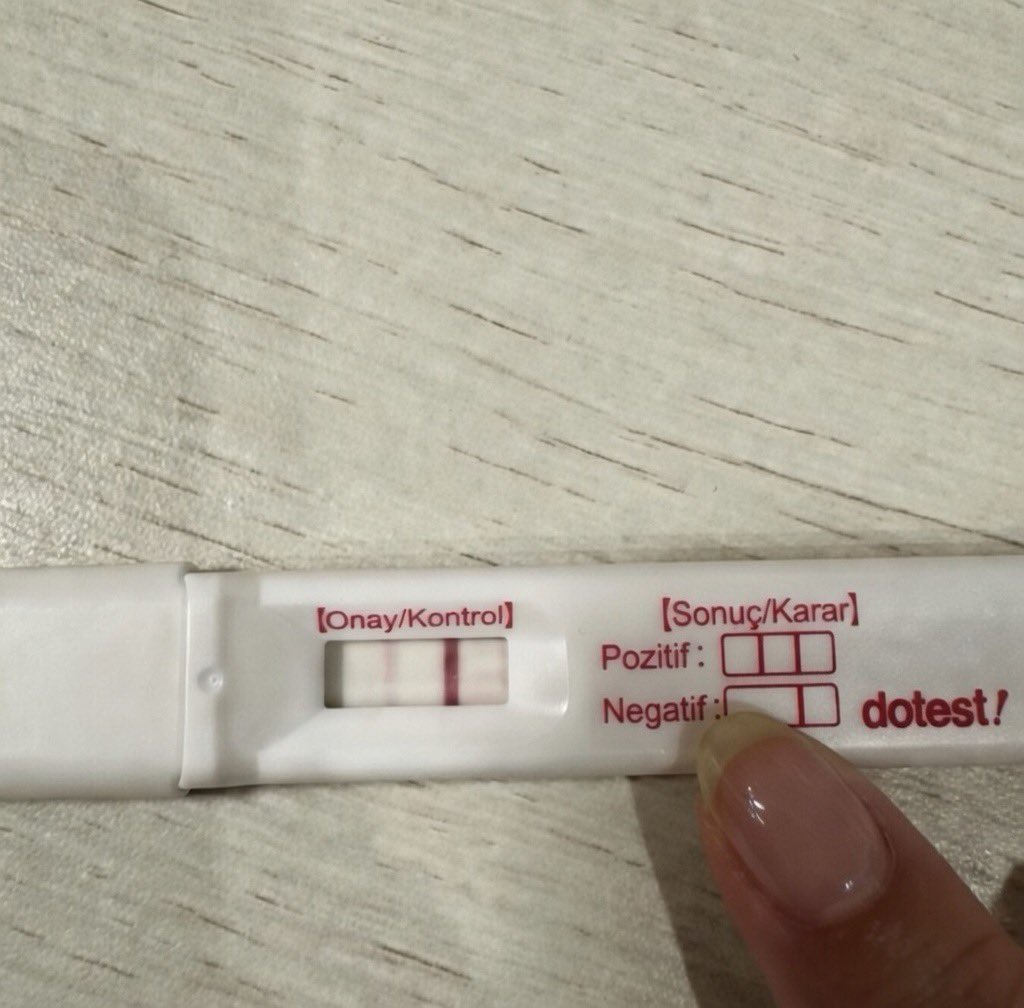 【Onay/Kontrol】
【Sonuç/Karar】
Pozitif :
Negatif :
dotest!